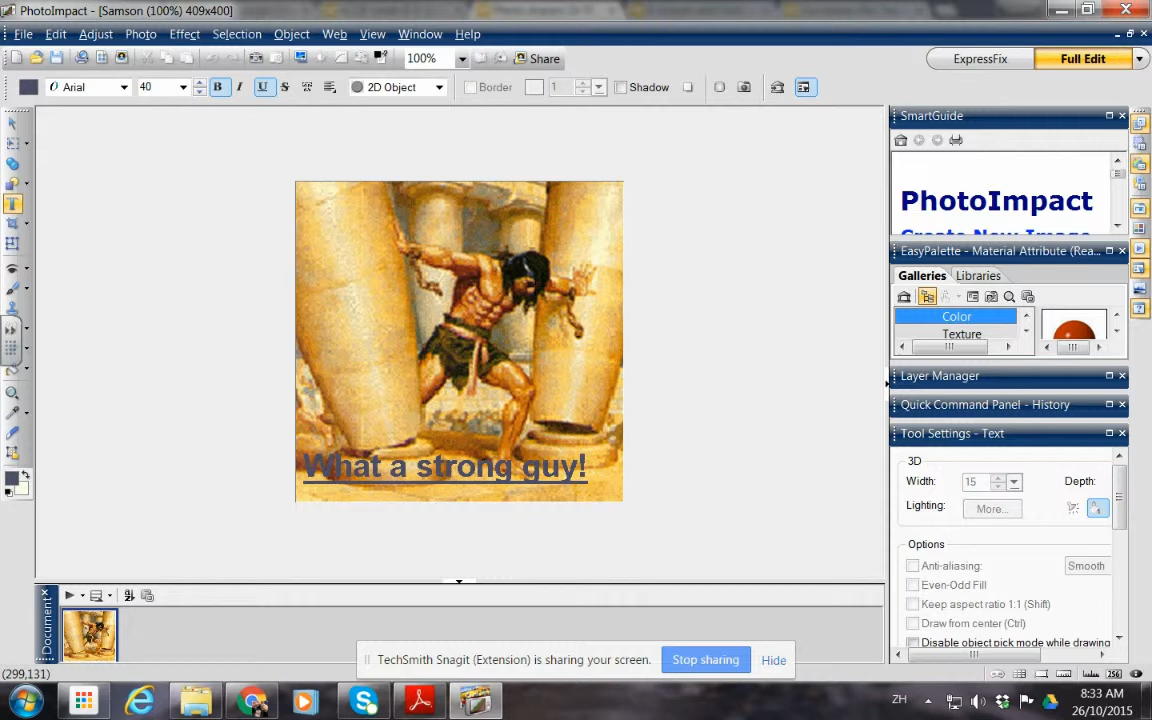 PhotoImpact - [Samson (100%) 409x400]
File Edit Adjust Photo Effect Selection Object Web View Window Help
100% Share ExpressFix Full Edit
Arial 40 B I U S 2D Object Border 1 Shadow
SmartGuide
PhotoImpact
Create New Image
EasyPalette - Material Attribute (Rea...
Galleries Libraries
Color
Texture
Layer Manager
Quick Command Panel - History
Tool Settings - Text
3D
Width: 15 Depth:
Lighting: More...
Options
Anti-aliasing: Smooth
Even-Odd Fill
Keep aspect ratio 1:1 (Shift)
Draw from center (Ctrl)
Disable object pick mode while drawing
What a strong guy!
Document
TechSmith Snagit (Extension) is sharing your screen. Stop sharing Hide
(299,131)
256
ZH
8:33 AM
26/10/2015